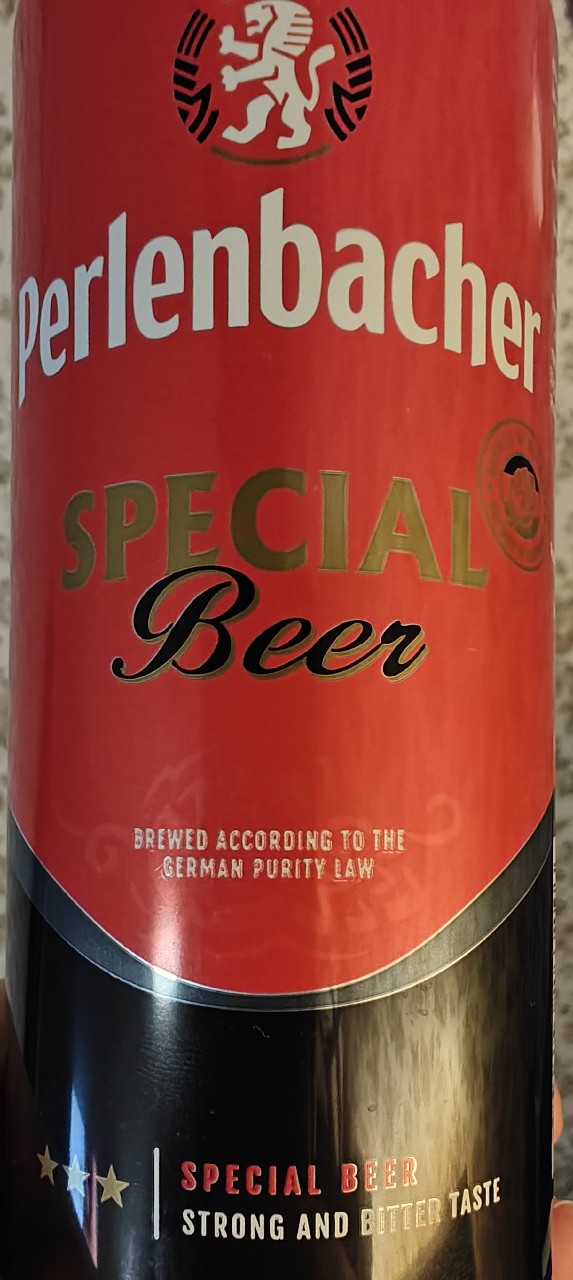 Perlenbacher
SPECIAL
Beer
BREWED ACCORDING TO THE
GERMAN PURITY LAW
SPECIAL BEER
STRONG AND BITTER TASTE